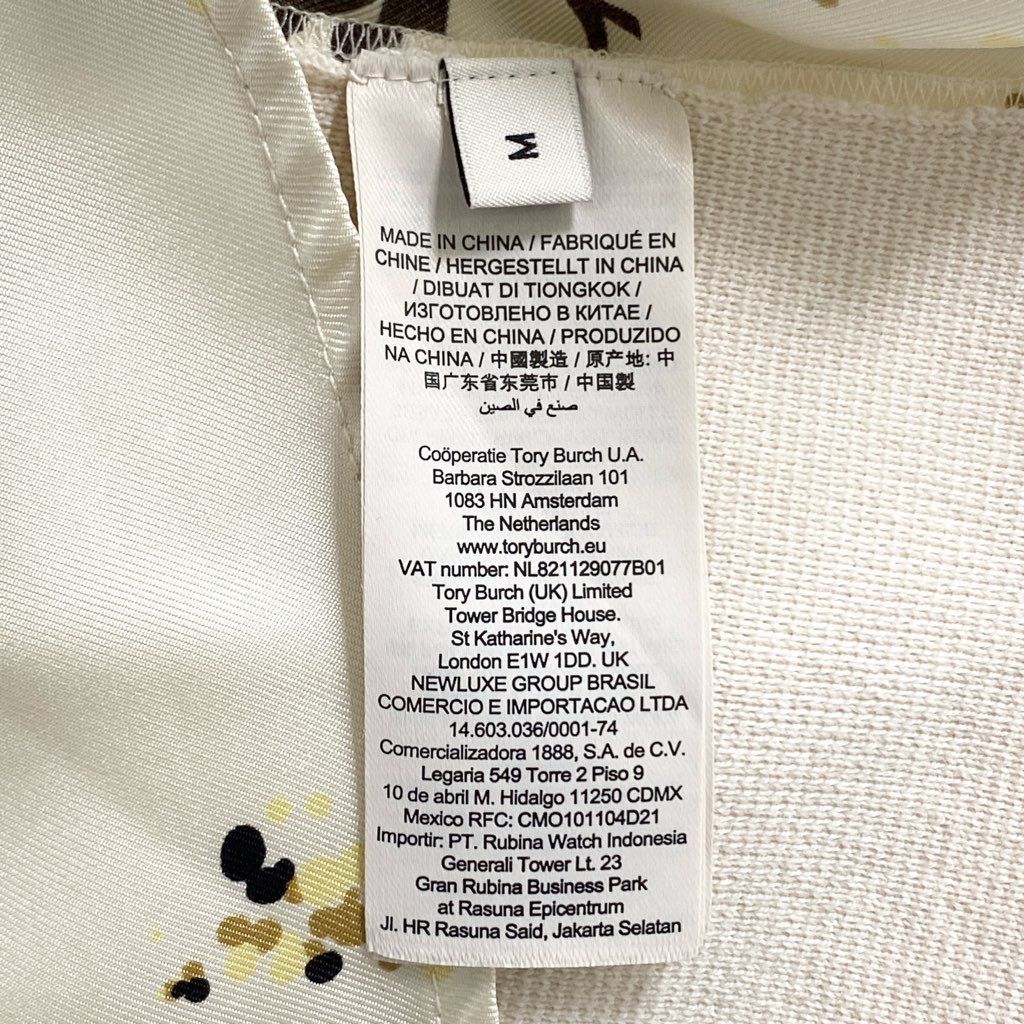 M
MADE IN CHINA / FABRIQUÉ EN
CHINE / HERGESTELLT IN CHINA
/ DIBUAT DI TIONGKOK /
ИЗГОТОВЛЕНО В КИТАЕ /
HECHO EN CHINA / PRODUZIDO
NA CHINA / 中國製造 / 原产地: 中
国广东省东莞市 / 中国製
صنع في الصين
Coöperatie Tory Burch U.A.
Barbara Strozzilaan 101
1083 HN Amsterdam
The Netherlands
www.toryburch.eu
VAT number: NL821129077B01
Tory Burch (UK) Limited
Tower Bridge House.
St Katharine's Way,
London E1W 1DD. UK
NEWLUXE GROUP BRASIL
COMERCIO E IMPORTACAO LTDA
14.603.036/0001-74
Comercializadora 1888, S.A. de C.V.
Legaria 549 Torre 2 Piso 9
10 de abril M. Hidalgo 11250 CDMX
Mexico RFC: CMO101104D21
Importir: PT. Rubina Watch Indonesia
Generali Tower Lt. 23
Gran Rubina Business Park
at Rasuna Epicentrum
Jl. HR Rasuna Said, Jakarta Selatan